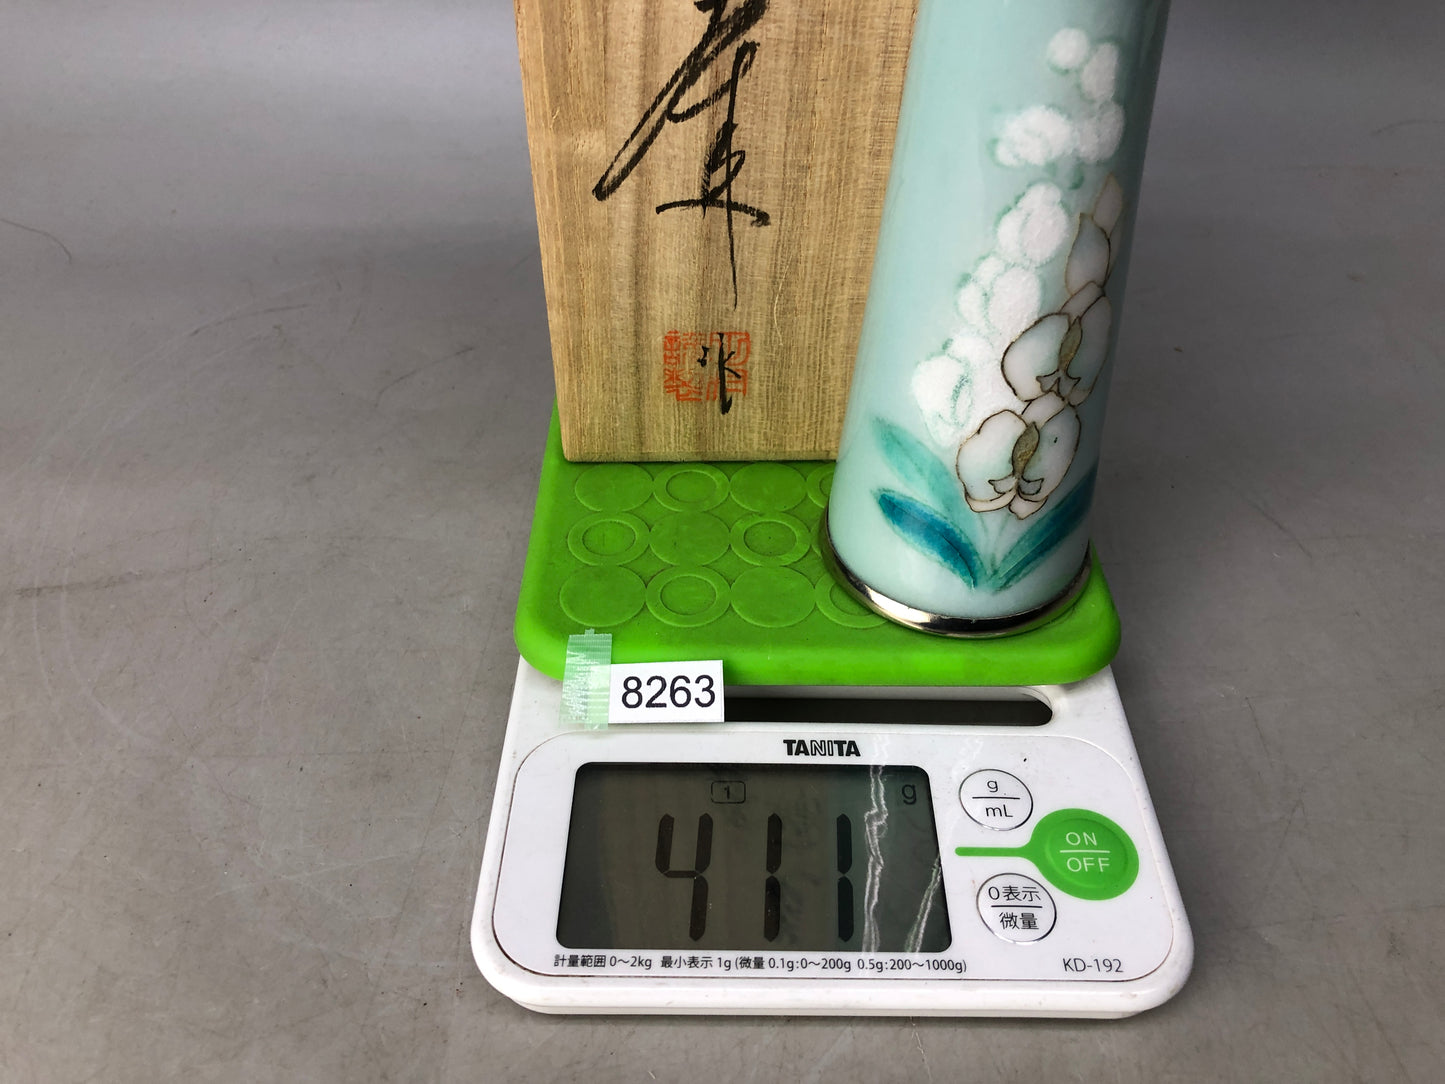 作
8263
TANITA
1
g
411
g
mL
ON
OFF
0表示
微量
計量範囲 0～2kg 最小表示 1g (微量 0.1g:0～200g 0.5g:200～1000g)
KD-192